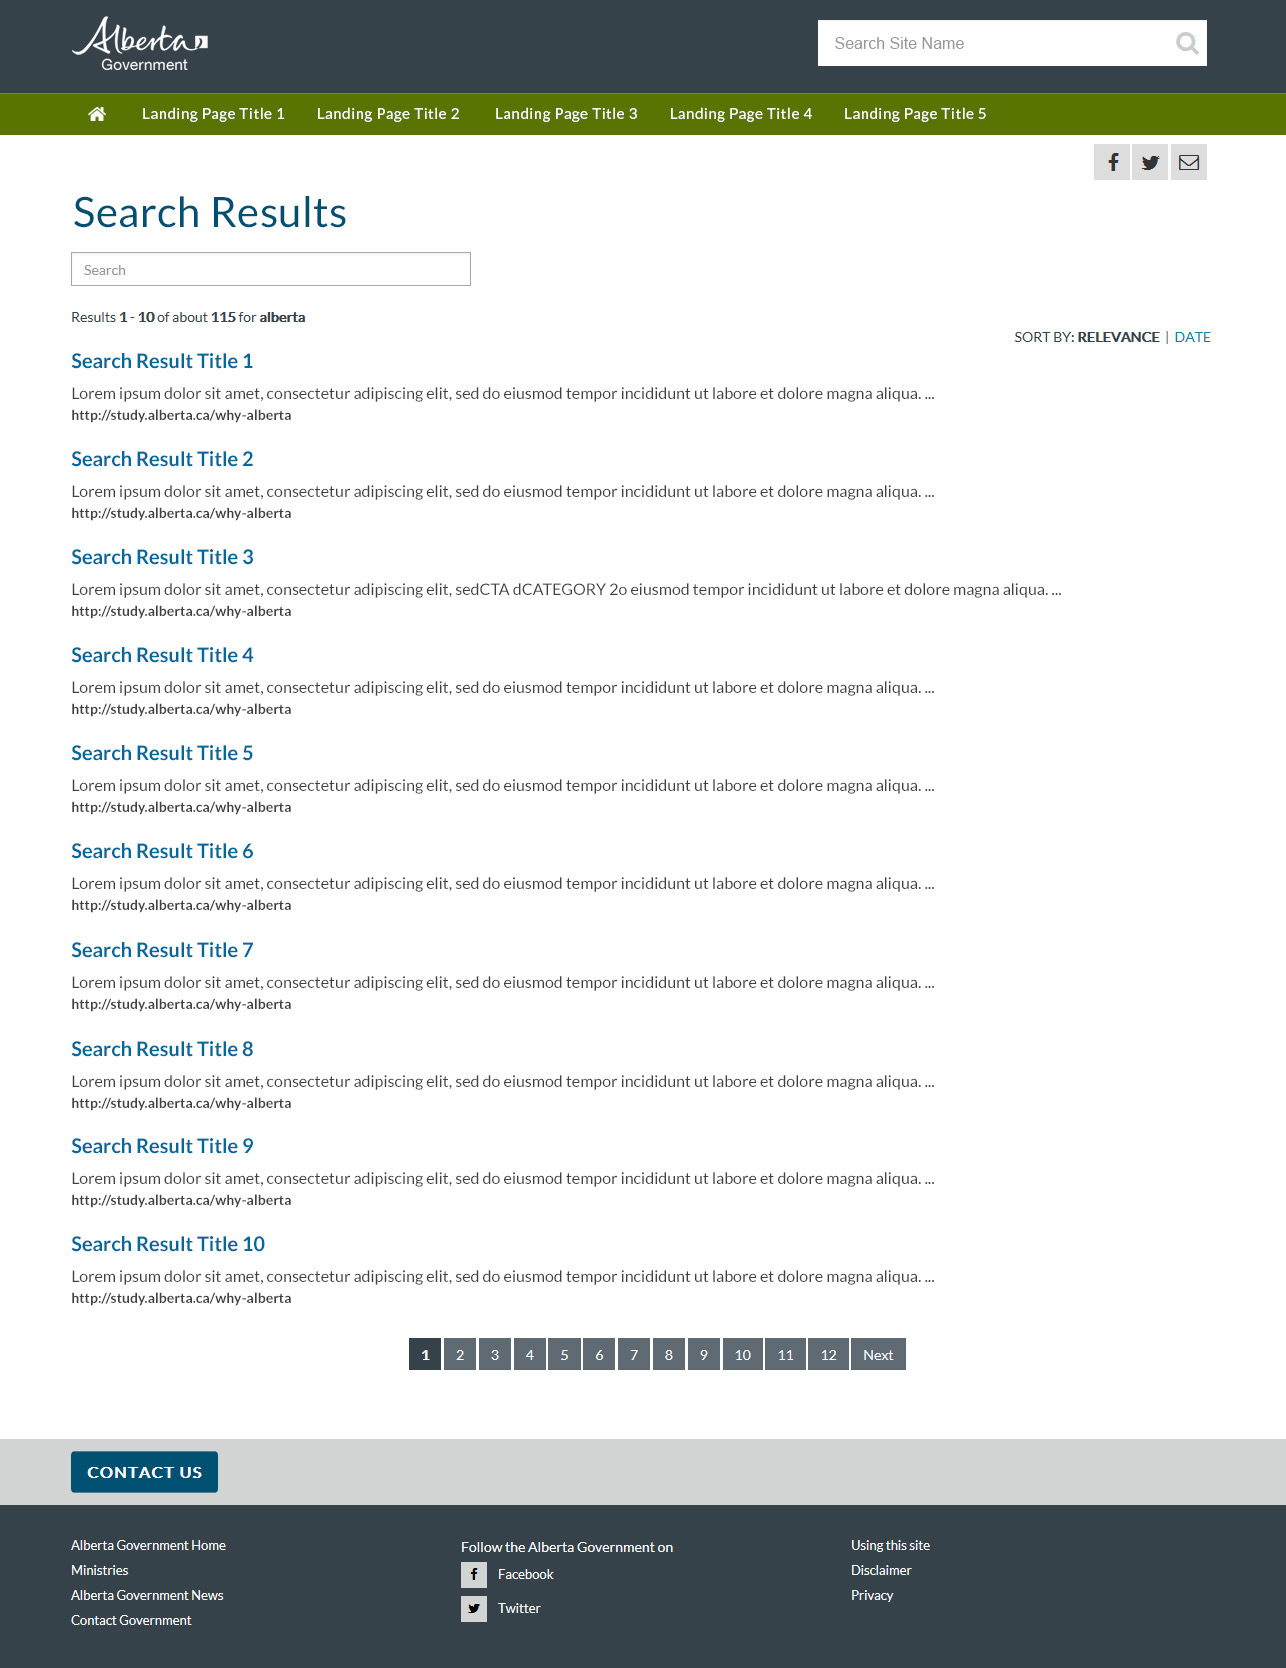 Alberta
Government
Search Site Name
Landing Page Title 1 Landing Page Title 2 Landing Page Title 3 Landing Page Title 4 Landing Page Title 5
Search Results
Search
Results 1 - 10 of about 115 for alberta
SORT BY: RELEVANCE | DATE
Search Result Title 1
Lorem ipsum dolor sit amet, consectetur adipiscing elit, sed do eiusmod tempor incididunt ut labore et dolore magna aliqua. ...
http://study.alberta.ca/why-alberta
Search Result Title 2
Lorem ipsum dolor sit amet, consectetur adipiscing elit, sed do eiusmod tempor incididunt ut labore et dolore magna aliqua. ...
http://study.alberta.ca/why-alberta
Search Result Title 3
Lorem ipsum dolor sit amet, consectetur adipiscing elit, sedCTA dCATEGORY 2o eiusmod tempor incididunt ut labore et dolore magna aliqua. ...
http://study.alberta.ca/why-alberta
Search Result Title 4
Lorem ipsum dolor sit amet, consectetur adipiscing elit, sed do eiusmod tempor incididunt ut labore et dolore magna aliqua. ...
http://study.alberta.ca/why-alberta
Search Result Title 5
Lorem ipsum dolor sit amet, consectetur adipiscing elit, sed do eiusmod tempor incididunt ut labore et dolore magna aliqua. ...
http://study.alberta.ca/why-alberta
Search Result Title 6
Lorem ipsum dolor sit amet, consectetur adipiscing elit, sed do eiusmod tempor incididunt ut labore et dolore magna aliqua. ...
http://study.alberta.ca/why-alberta
Search Result Title 7
Lorem ipsum dolor sit amet, consectetur adipiscing elit, sed do eiusmod tempor incididunt ut labore et dolore magna aliqua. ...
http://study.alberta.ca/why-alberta
Search Result Title 8
Lorem ipsum dolor sit amet, consectetur adipiscing elit, sed do eiusmod tempor incididunt ut labore et dolore magna aliqua. ...
http://study.alberta.ca/why-alberta
Search Result Title 9
Lorem ipsum dolor sit amet, consectetur adipiscing elit, sed do eiusmod tempor incididunt ut labore et dolore magna aliqua. ...
http://study.alberta.ca/why-alberta
Search Result Title 10
Lorem ipsum dolor sit amet, consectetur adipiscing elit, sed do eiusmod tempor incididunt ut labore et dolore magna aliqua. ...
http://study.alberta.ca/why-alberta
1 2 3 4 5 6 7 8 9 10 11 12 Next
CONTACT US
Alberta Government Home
Ministries
Alberta Government News
Contact Government
Follow the Alberta Government on
Facebook
Twitter
Using this site
Disclaimer
Privacy